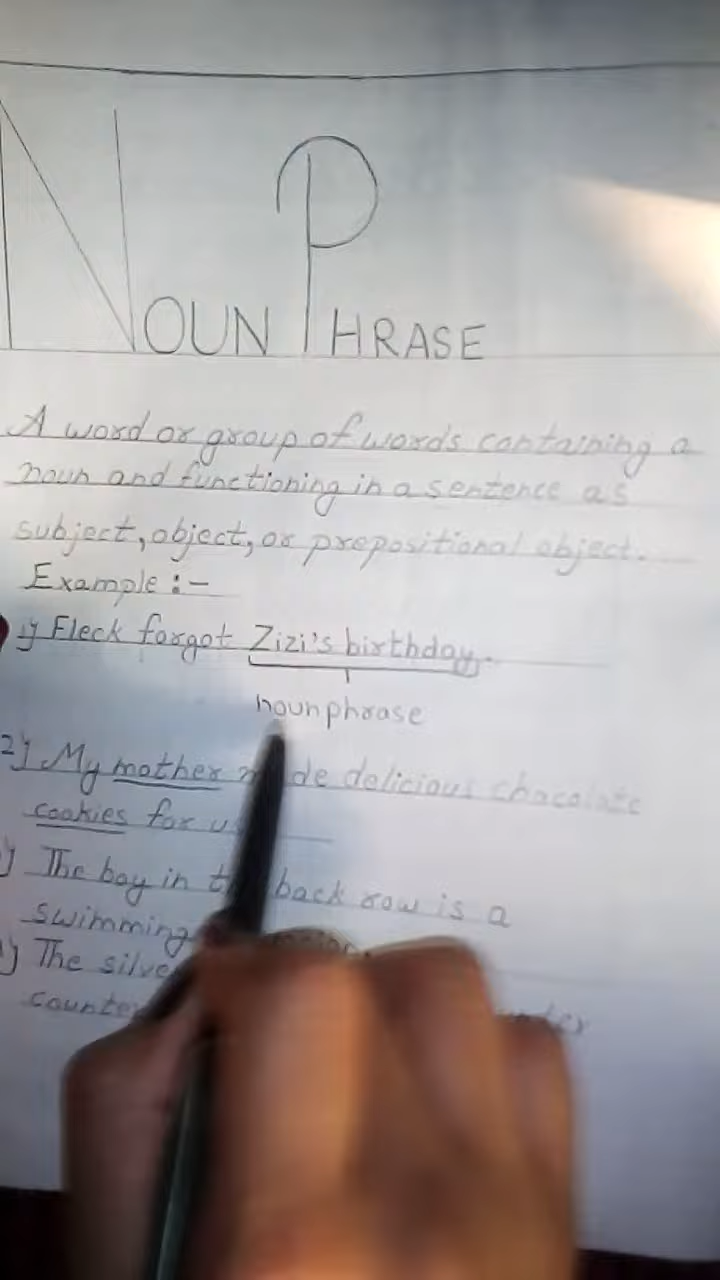 NOUN PHRASE
A word or group of words containing a
noun and functioning in a sentence as
subject, object, or prepositional object.
Example :-
1) Fleck forgot Zizi's birthday.
noun phrase
2) My mother made delicious chocolate
cookies for
) The boy in back row is a
swimming
) The